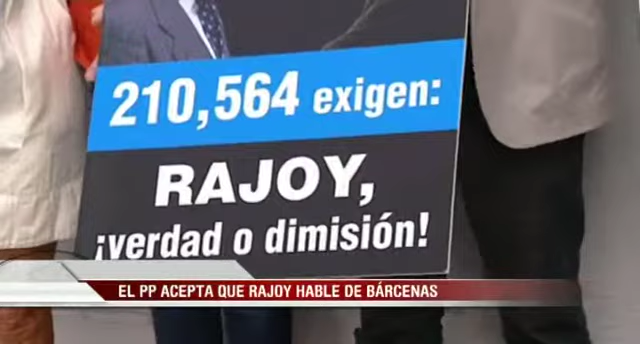 210,564 exigen:
RAJOY,
¡verdad o dimisión!
EL PP ACEPTA QUE RAJOY HABLE DE BÁRCENAS